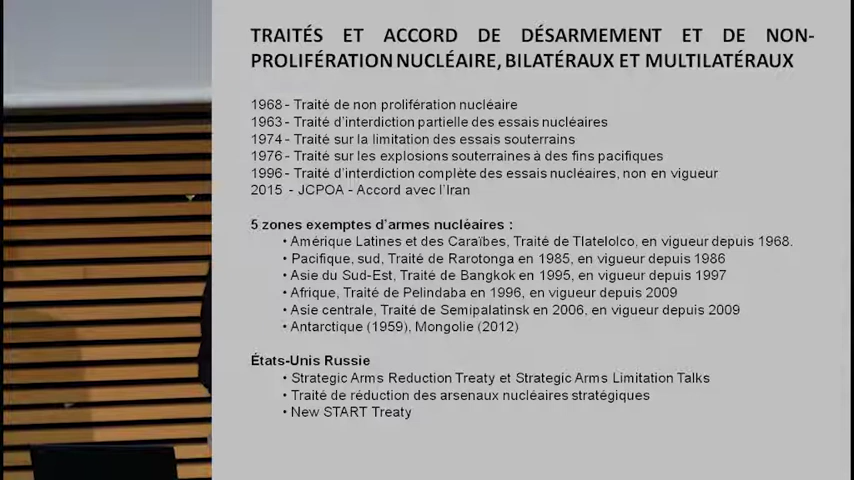 TRAITÉS ET ACCORD DE DÉSARMEMENT ET DE NON-
PROLIFÉRATION NUCLÉAIRE, BILATÉRAUX ET MULTILATÉRAUX
1968 - Traité de non prolifération nucléaire
1963 - Traité d'interdiction partielle des essais nucléaires
1974 - Traité sur la limitation des essais souterrains
1976 - Traité sur les explosions souterraines à des fins pacifiques
1996 - Traité d'interdiction complète des essais nucléaires, non en vigueur
2015 - JCPOA - Accord avec l'Iran
5 zones exemptes d'armes nucléaires :
• Amérique Latines et des Caraïbes, Traité de Tlatelolco, en vigueur depuis 1968.
• Pacifique, sud, Traité de Rarotonga en 1985, en vigueur depuis 1986
• Asie du Sud-Est, Traité de Bangkok en 1995, en vigueur depuis 1997
• Afrique, Traité de Pelindaba en 1996, en vigueur depuis 2009
• Asie centrale, Traité de Semipalatinsk en 2006, en vigueur depuis 2009
• Antarctique (1959), Mongolie (2012)
États-Unis Russie
• Strategic Arms Reduction Treaty et Strategic Arms Limitation Talks
• Traité de réduction des arsenaux nucléaires stratégiques
• New START Treaty